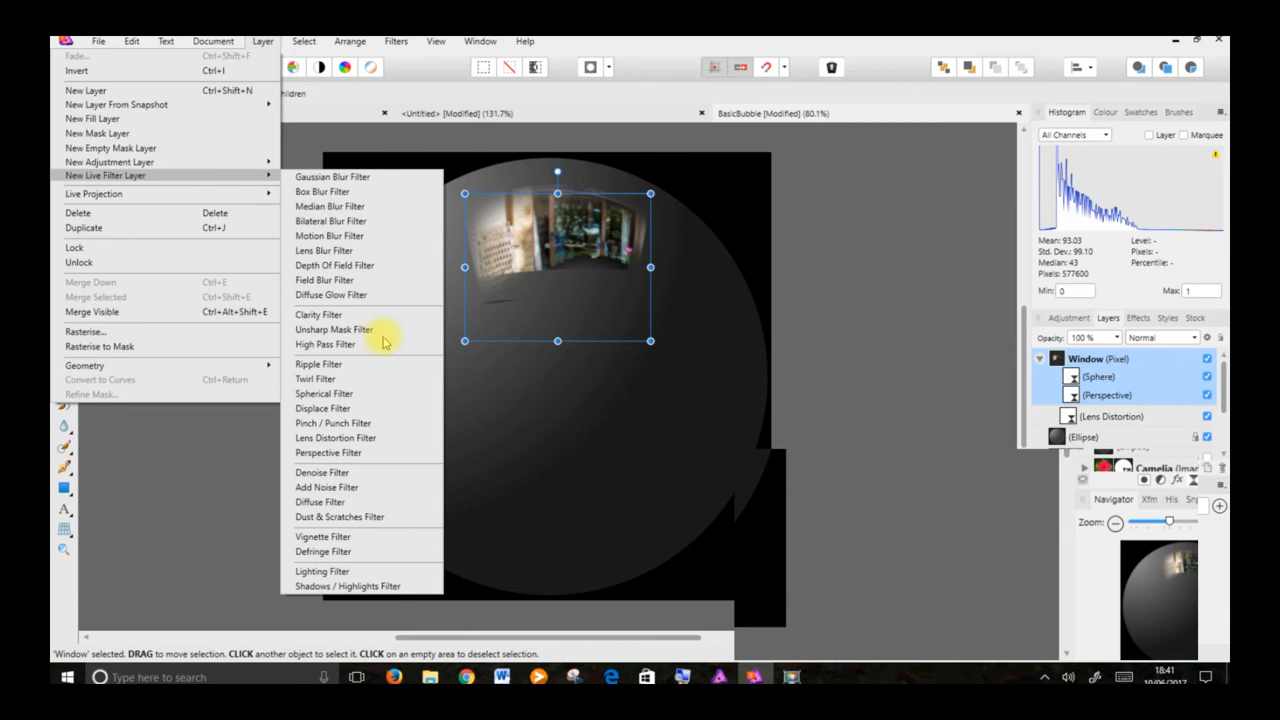 File Edit Text Document Layer Select Arrange Filters View Window Help
Fade... Ctrl+Shift+F
Invert Ctrl+I
New Layer Ctrl+Shift+N
New Layer From Snapshot
New Fill Layer
New Mask Layer
New Empty Mask Layer
New Adjustment Layer
New Live Filter Layer
Live Projection
Delete Delete
Duplicate Ctrl+J
Lock
Unlock
Merge Down Ctrl+E
Merge Selected Ctrl+Shift+E
Merge Visible Ctrl+Alt+Shift+E
Rasterise...
Rasterise to Mask
Geometry
Convert to Curves Ctrl+Return
Refine Mask...
Gaussian Blur Filter
Box Blur Filter
Median Blur Filter
Bilateral Blur Filter
Motion Blur Filter
Lens Blur Filter
Depth Of Field Filter
Field Blur Filter
Diffuse Glow Filter
Clarity Filter
Unsharp Mask Filter
High Pass Filter
Ripple Filter
Twirl Filter
Spherical Filter
Displace Filter
Pinch / Punch Filter
Lens Distortion Filter
Perspective Filter
Denoise Filter
Add Noise Filter
Diffuse Filter
Dust & Scratches Filter
Vignette Filter
Defringe Filter
Lighting Filter
Shadows / Highlights Filter
<Untitled> [Modified] (131.7%)
BasicBubble [Modified] (80.1%)
Histogram Colour Swatches Brushes
All Channels Layer Marquee
Mean: 93.03 Level: -
Std. Dev.: 99.10 Percentile: -
Median: 43
Pixels: 577600
Min: 0 Max: 1
Adjustment Layers Effects Styles Stock
Opacity: 100 % Normal
Window (Pixel)
(Sphere)
(Perspective)
(Lens Distortion)
(Ellipse)
Camelia (Imag
Navigator Xfm His
Zoom:
'Window' selected. DRAG to move selection. CLICK another object to select it. CLICK on an empty area to deselect selection.
Type here to search
18:41
10/06/2017